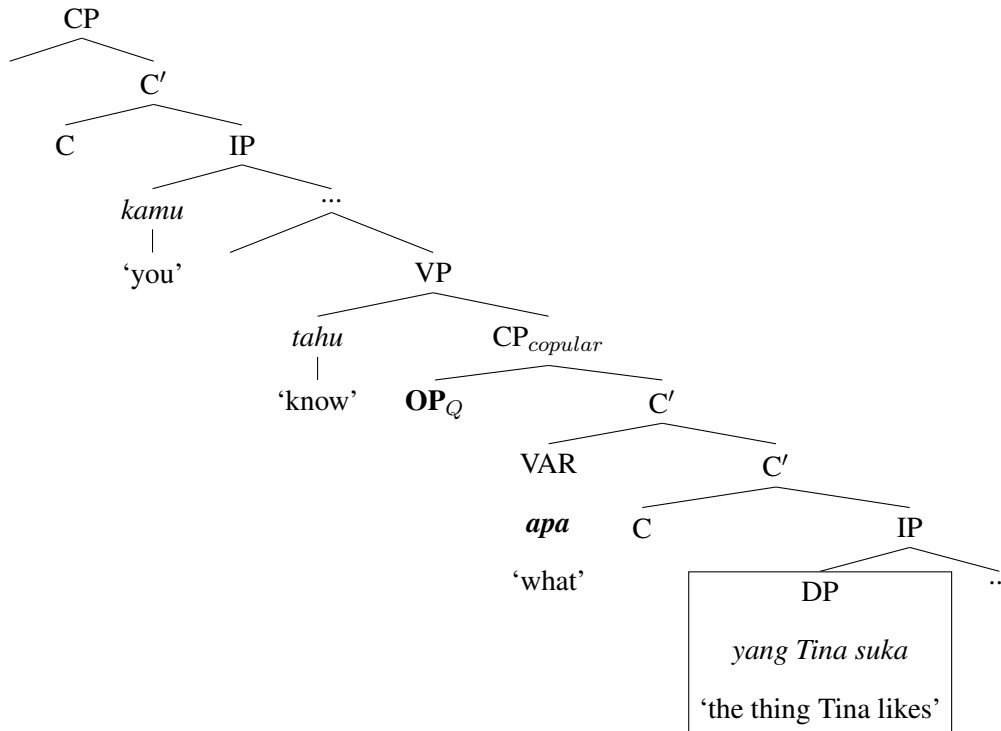 CP
C′
C IP
kamu ...
‘you’ VP
tahu CP_copular
‘know’ OP_Q C′
VAR C′
apa C IP
‘what’ DP ..
yang Tina suka
‘the thing Tina likes’